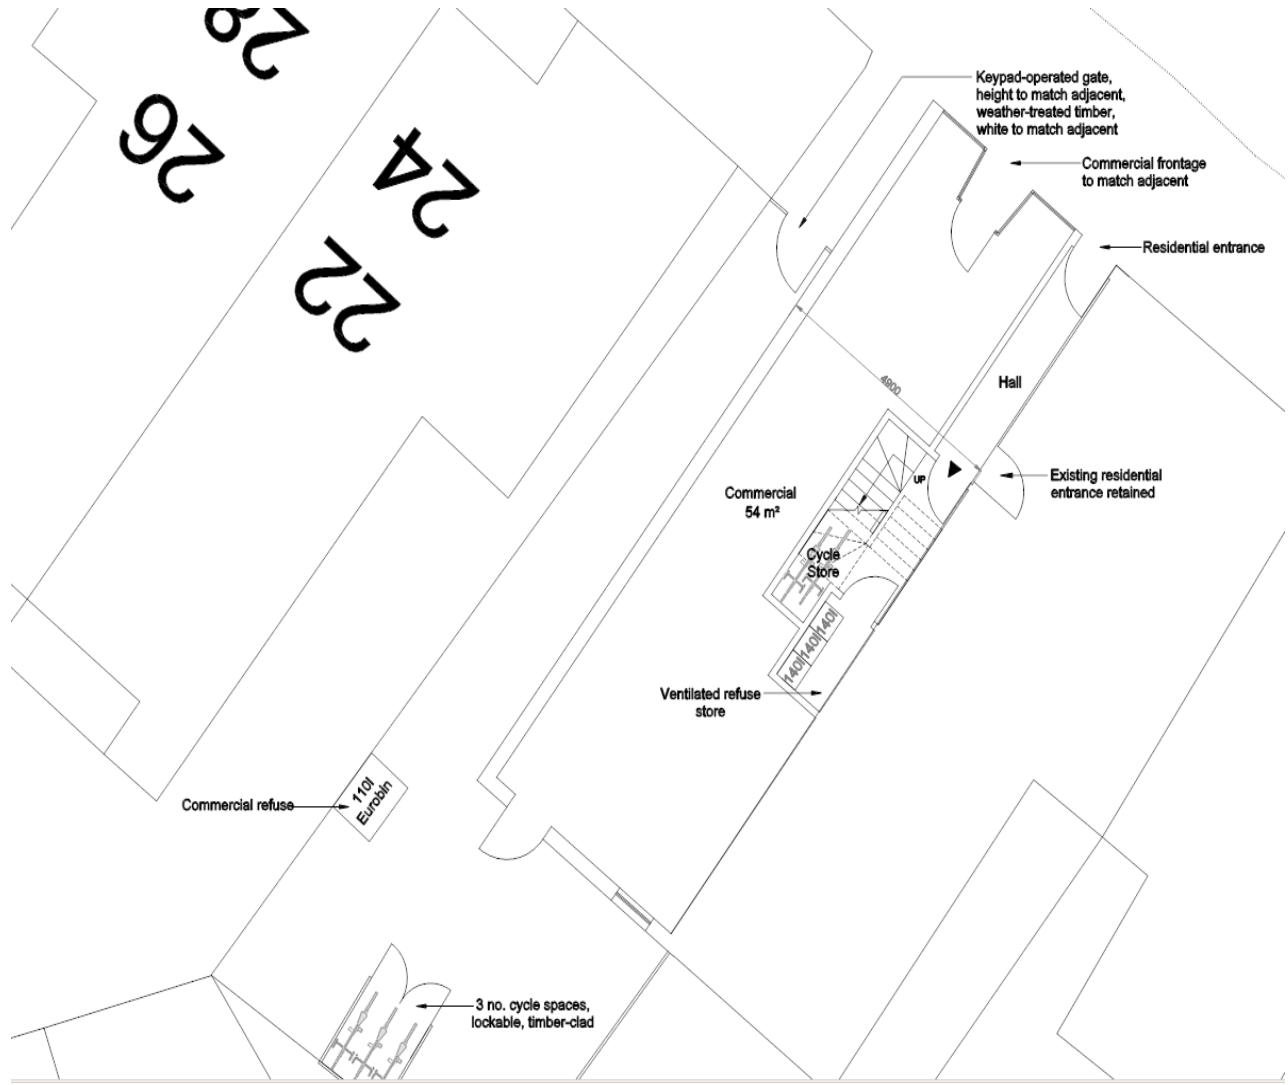 28
26
24
22
Keypad-operated gate,
height to match adjacent,
weather-treated timber,
white to match adjacent
Commercial frontage
to match adjacent
Residential entrance
4900
Hall
Existing residential
entrance retained
UP
Commercial
54 m²
Cycle
Store
140l
140l
140l
Ventilated refuse
store
Commercial refuse
110l
Eurobin
3 no. cycle spaces,
lockable, timber-clad